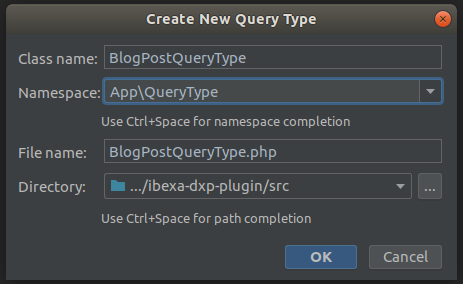 Create New Query Type
Class name: BlogPostQueryType
Namespace: App\QueryType
Use Ctrl+Space for namespace completion
File name: BlogPostQueryType.php
Directory: .../ibexa-dxp-plugin/src ...
Use Ctrl+Space for path completion
OK Cancel